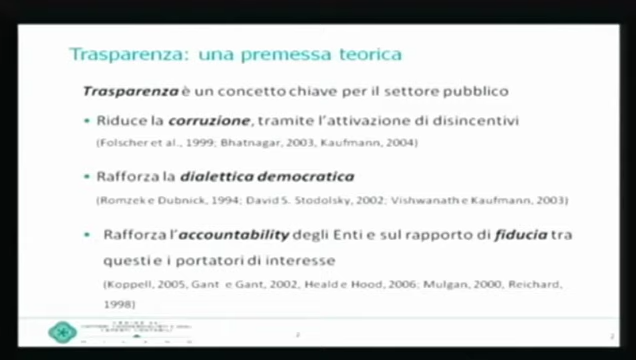 Trasparenza: una premessa teorica
Trasparenza è un concetto chiave per il settore pubblico
• Riduce la corruzione, tramite l'attivazione di disincentivi
(Folscher et al., 1999; Bhatnagar, 2003, Kaufmann, 2004)
• Rafforza la dialettica democratica
(Romzek e Dubnick, 1994; David S. Stodolsky, 2002; Vishwanath e Kaufmann, 2003)
• Rafforza l'accountability degli Enti e sul rapporto di fiducia tra
questi e i portatori di interesse
(Koppell, 2005, Gant e Gant, 2002, Heald e Hood, 2006; Mulgan, 2000, Reichard,
1998)